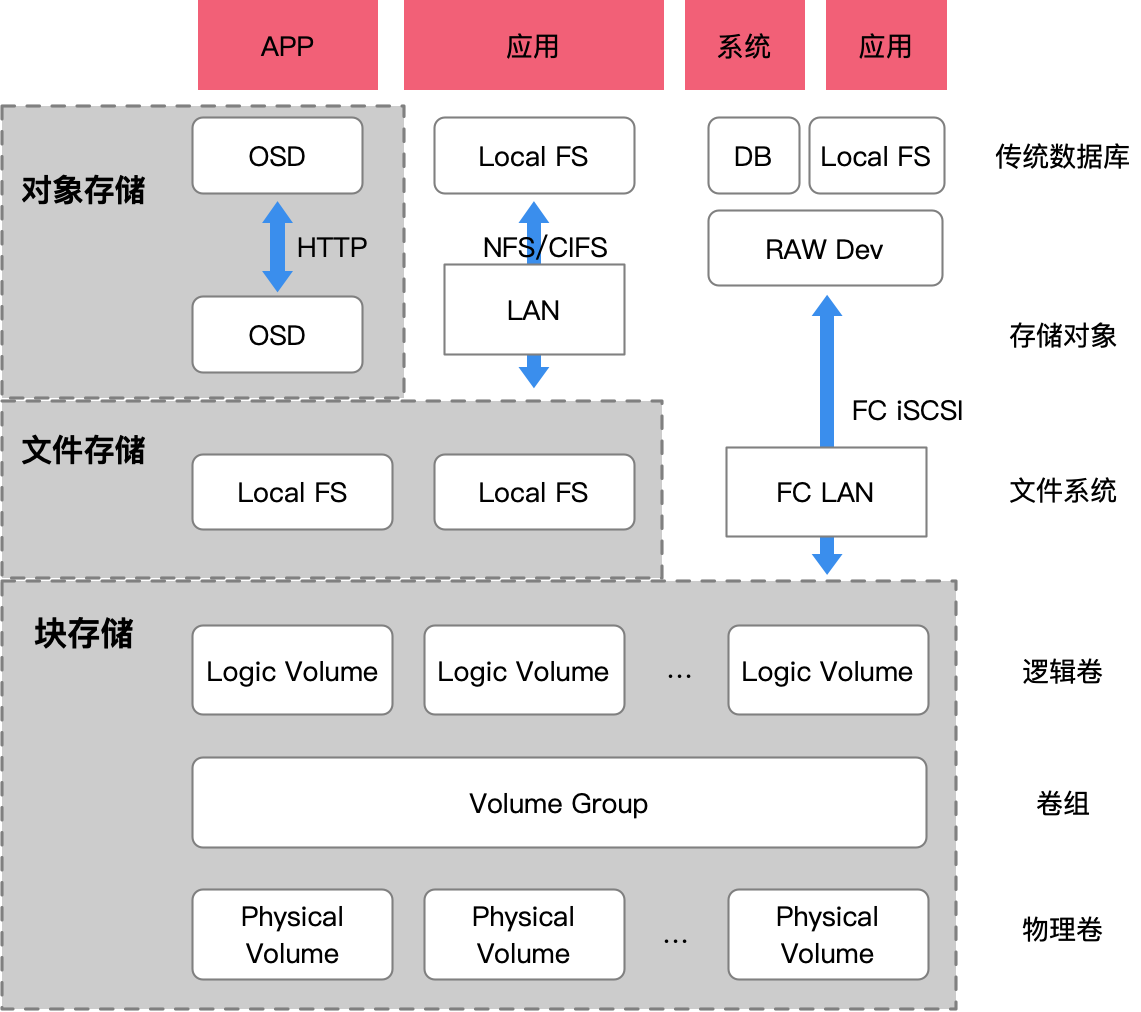 APP
应用
系统
应用
对象存储
OSD
Local FS
DB
Local FS
传统数据库
HTTP
NFS/CIFS
RAW Dev
OSD
LAN
存储对象
FC iSCSI
文件存储
Local FS
Local FS
FC LAN
文件系统
块存储
Logic Volume
Logic Volume
...
Logic Volume
逻辑卷
Volume Group
卷组
Physical
Volume
Physical
Volume
...
Physical
Volume
物理卷